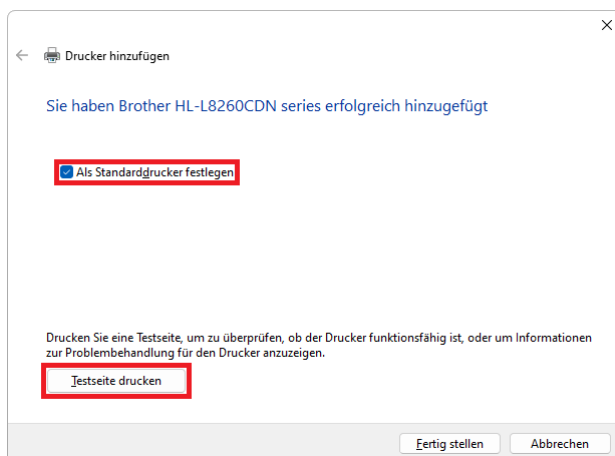 Drucker hinzufügen
Sie haben Brother HL-L8260CDN series erfolgreich hinzugefügt
Als Standarddrucker festlegen
Drucken Sie eine Testseite, um zu überprüfen, ob der Drucker funktionsfähig ist, oder um Informationen
zur Problembehandlung für den Drucker anzuzeigen.
Testseite drucken
Fertig stellen Abbrechen